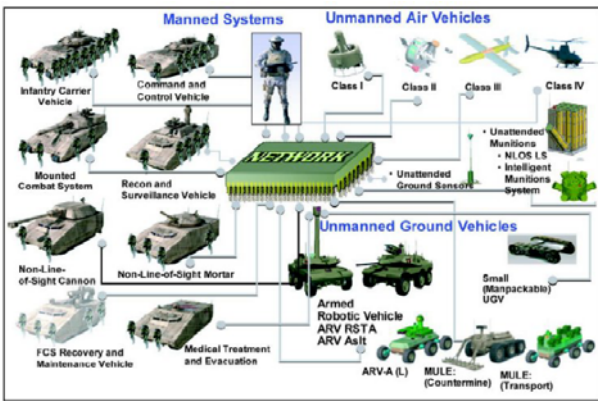 Manned Systems
Unmanned Air Vehicles
Infantry Carrier
Vehicle
Command and
Control Vehicle
Class I
Class II
Class III
Class IV
Mounted
Combat System
Recon and
Surveillance Vehicle
NETWORK
• Unattended
Ground Sensors
• Unattended
Munitions
• NLOS LS
• Intelligent
Munitions
System
Unmanned Ground Vehicles
Non-Line-
of-Sight Cannon
Non-Line-of-Sight Mortar
Armed
Robotic Vehicle
ARV RSTA
ARV Aslt
Small
(Manpackable)
UGV
FCS Recovery and
Maintenance Vehicle
Medical Treatment
and Evacuation
ARV-A (L)
MULE:
(Countermine)
MULE:
(Transport)